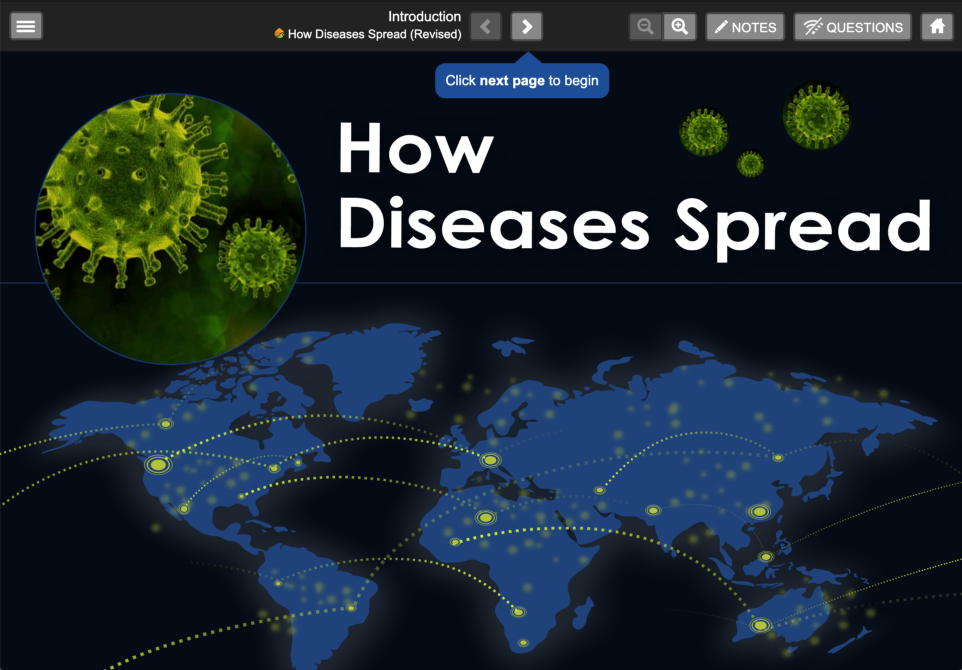 Introduction
How Diseases Spread (Revised)
NOTES
QUESTIONS
Click next page to begin
How
Diseases Spread